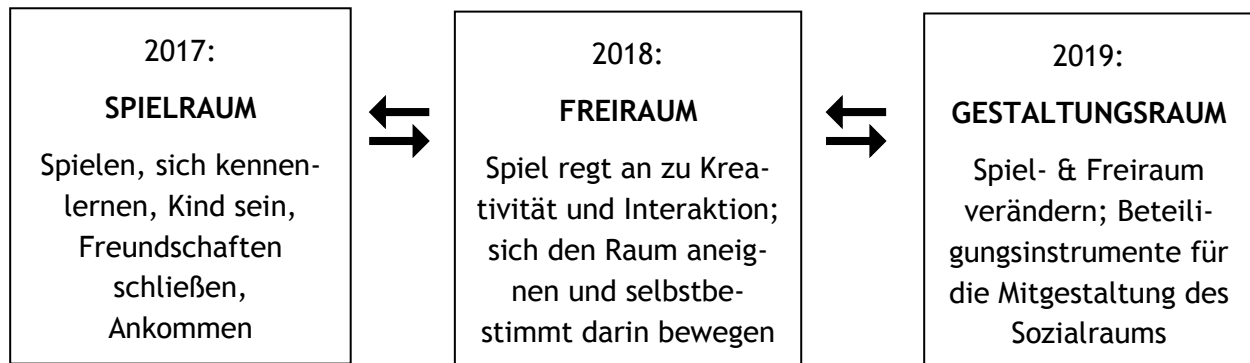 2017:
SPIELRAUM
Spielen, sich kennen-
lernen, Kind sein,
Freundschaften
schließen,
Ankommen
2018:
FREIRAUM
Spiel regt an zu Krea-
tivität und Interaktion;
sich den Raum aneig-
nen und selbstbe-
stimmt darin bewegen
2019:
GESTALTUNGSRAUM
Spiel- & Freiraum
verändern; Beteili-
gungsinstrumente für
die Mitgestaltung des
Sozialraums